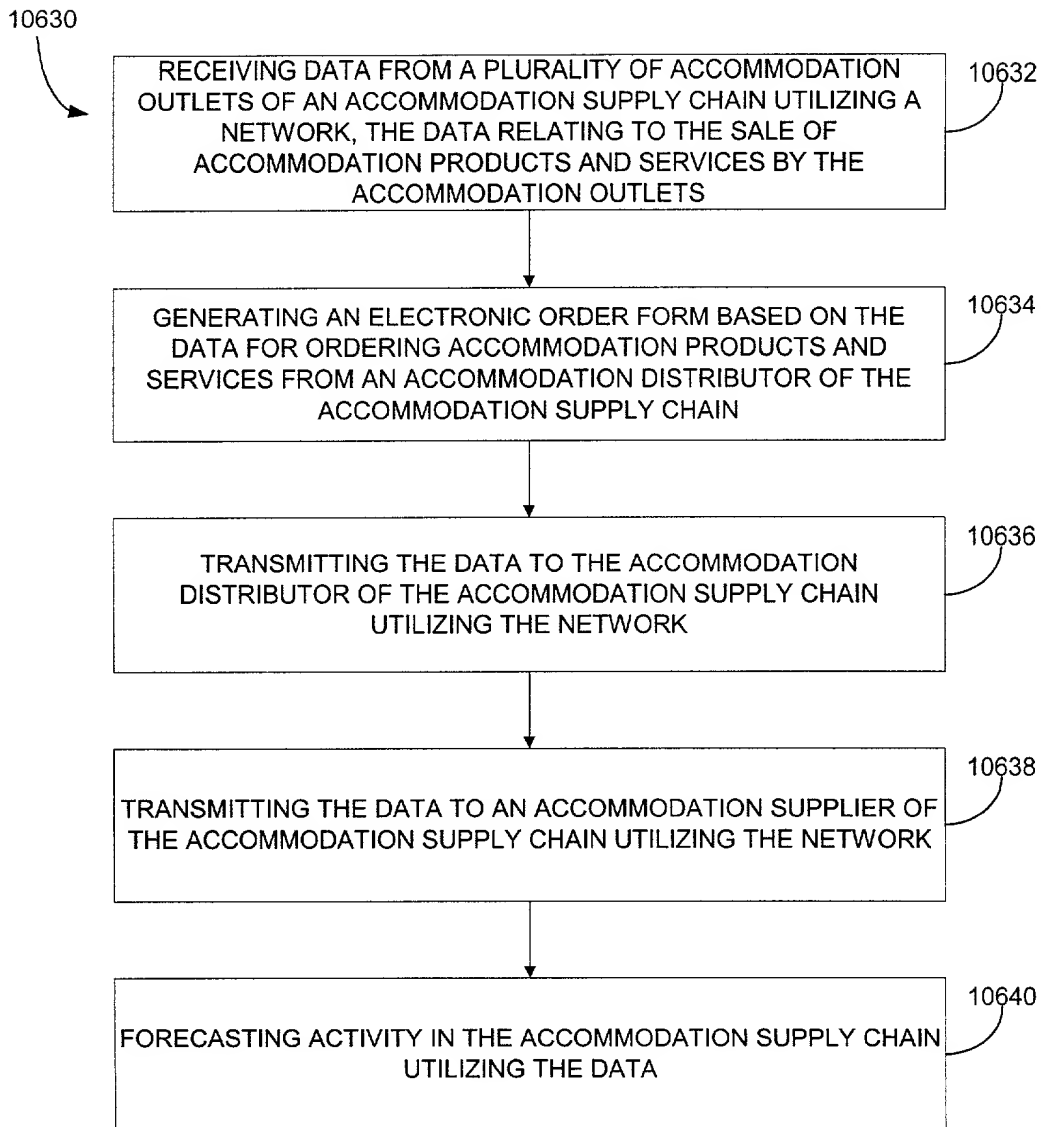 10630
RECEIVING DATA FROM A PLURALITY OF ACCOMMODATION
OUTLETS OF AN ACCOMMODATION SUPPLY CHAIN UTILIZING A
NETWORK, THE DATA RELATING TO THE SALE OF
ACCOMMODATION PRODUCTS AND SERVICES BY THE
ACCOMMODATION OUTLETS
10632
GENERATING AN ELECTRONIC ORDER FORM BASED ON THE
DATA FOR ORDERING ACCOMMODATION PRODUCTS AND
SERVICES FROM AN ACCOMMODATION DISTRIBUTOR OF THE
ACCOMMODATION SUPPLY CHAIN
10634
TRANSMITTING THE DATA TO THE ACCOMMODATION
DISTRIBUTOR OF THE ACCOMMODATION SUPPLY CHAIN
UTILIZING THE NETWORK
10636
TRANSMITTING THE DATA TO AN ACCOMMODATION SUPPLIER OF
THE ACCOMMODATION SUPPLY CHAIN UTILIZING THE NETWORK
10638
FORECASTING ACTIVITY IN THE ACCOMMODATION SUPPLY CHAIN
UTILIZING THE DATA
10640